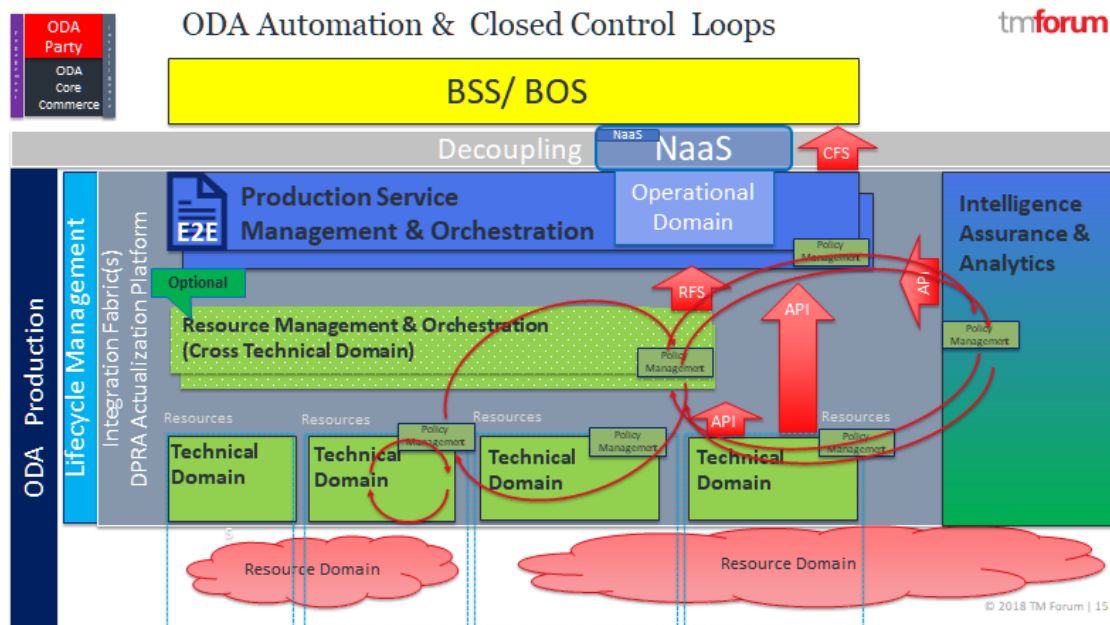 ODA Automation & Closed Control Loops
tmforum
ODA
Party
ODA
Core
Commerce
BSS/ BOS
Decoupling
NaaS
NaaS
CFS
ODA Production
Lifecycle Management
Integration Fabric(s)
DPRA Actualization Platform
E2E
Production Service
Management & Orchestration
Operational
Domain
Policy
Management
Intelligence
Assurance &
Analytics
Optional
RFS
API
API
Resource Management & Orchestration
(Cross Technical Domain)
Policy
Management
Policy
Management
API
Resources
Resources
Resources
Resources
Technical
Domain
Technical
Domain
Policy
Management
Technical
Domain
Policy
Management
Technical
Domain
Policy
Management
s
Resource Domain
Resource Domain
© 2018 TM Forum | 15